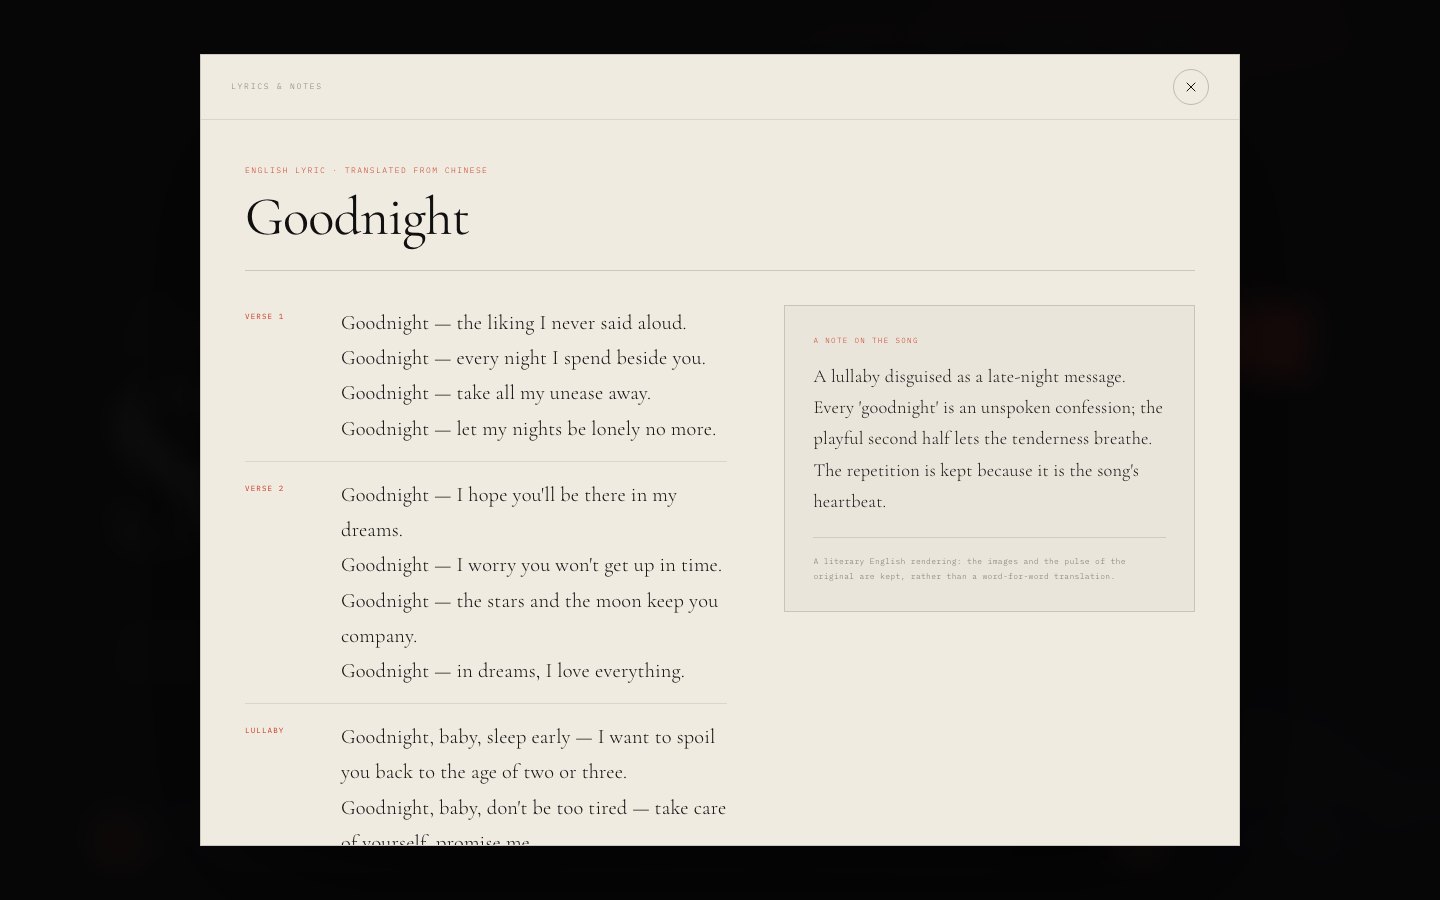 LYRICS & NOTES
ENGLISH LYRIC · TRANSLATED FROM CHINESE
Goodnight
VERSE 1
Goodnight — the liking I never said aloud.
Goodnight — every night I spend beside you.
Goodnight — take all my unease away.
Goodnight — let my nights be lonely no more.
VERSE 2
Goodnight — I hope you'll be there in my
dreams.
Goodnight — I worry you won't get up in time.
Goodnight — the stars and the moon keep you
company.
Goodnight — in dreams, I love everything.
LULLABY
Goodnight, baby, sleep early — I want to spoil
you back to the age of two or three.
Goodnight, baby, don't be too tired — take care
of yourself, promise me.
A NOTE ON THE SONG
A lullaby disguised as a late-night message.
Every 'goodnight' is an unspoken confession; the
playful second half lets the tenderness breathe.
The repetition is kept because it is the song's
heartbeat.
A literary English rendering: the images and the pulse of the
original are kept, rather than a word-for-word translation.